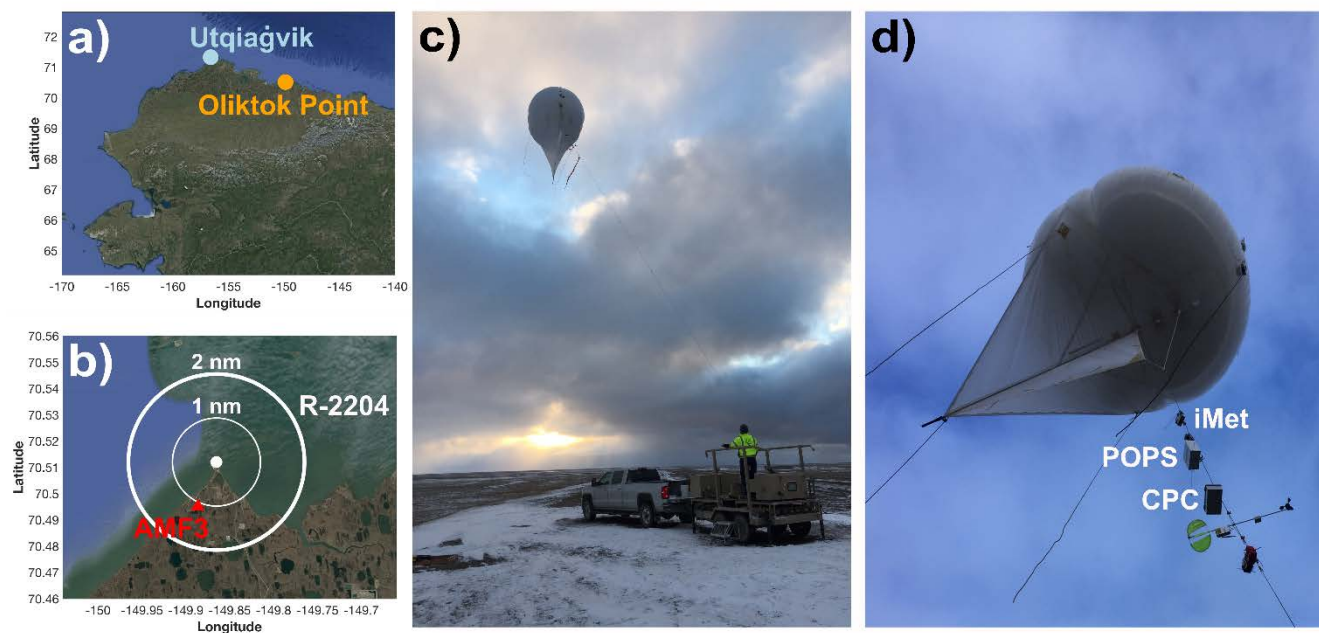 a)
Utqiaġvik
Oliktok Point
Latitude
72
71
70
69
68
67
66
65
-170
-165
-160
-155
-150
-145
-140
Longitude
b)
2 nm
1 nm
R-2204
AMF3
Latitude
70.56
70.55
70.54
70.53
70.52
70.51
70.50
70.49
70.48
70.47
70.46
-150
-149.95
-149.9
-149.85
-149.8
-149.75
-149.7
Longitude
c)
d)
iMet
POPS
CPC